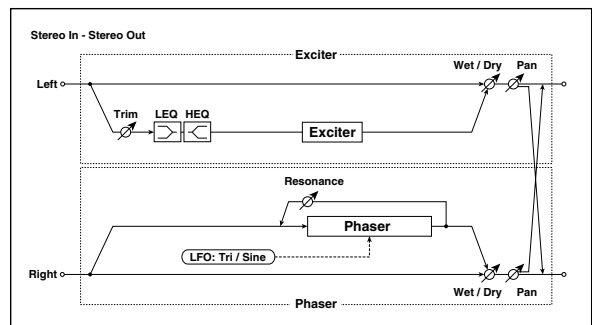 Stereo In - Stereo Out
Exciter
Wet / Dry Pan
Left
Trim LEQ HEQ
Exciter
Resonance
Phaser
LFO: Tri / Sine
Right
Wet / Dry Pan
Phaser